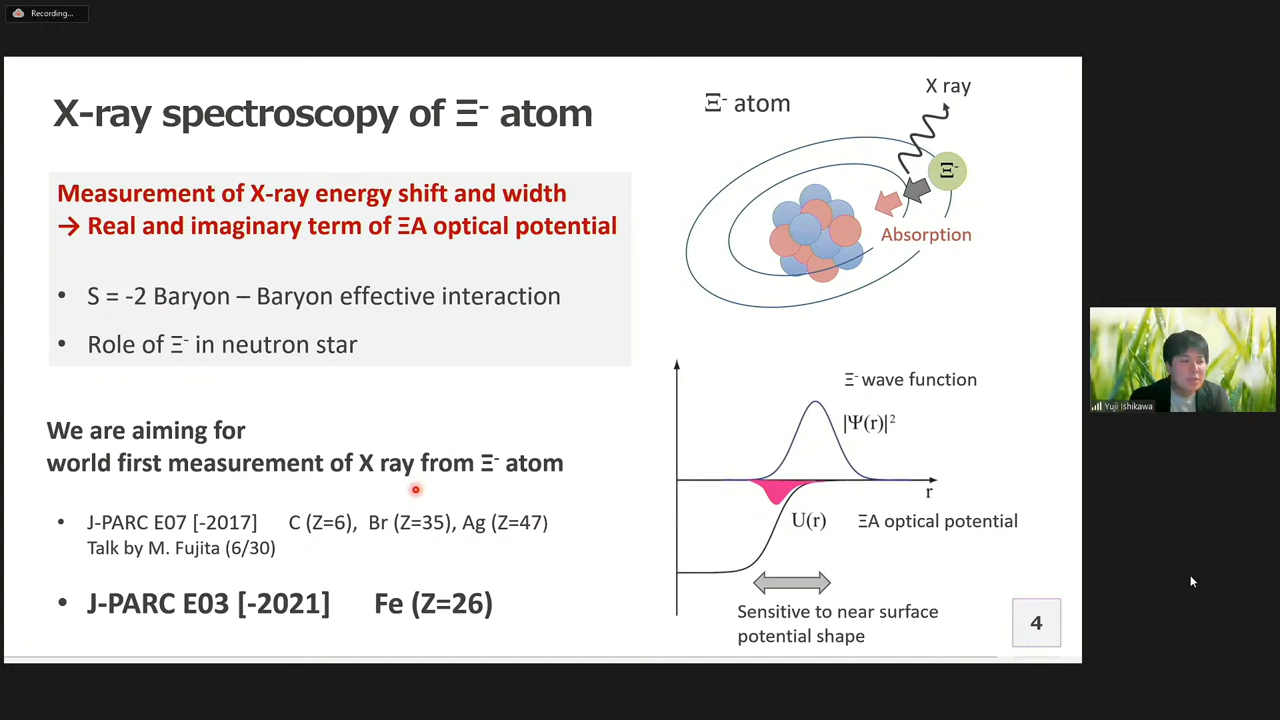 Recording...
X-ray spectroscopy of Ξ⁻ atom
Measurement of X-ray energy shift and width
→ Real and imaginary term of ΞA optical potential
• S = -2 Baryon – Baryon effective interaction
• Role of Ξ⁻ in neutron star
We are aiming for
world first measurement of X ray from Ξ⁻ atom
• J-PARC E07 [-2017] C (Z=6), Br (Z=35), Ag (Z=47)
Talk by M. Fujita (6/30)
• J-PARC E03 [-2021] Fe (Z=26)
Ξ⁻ atom
X ray
Ξ⁻
Absorption
Ξ⁻ wave function
|Ψ(r)|²
r
U(r) ΞA optical potential
Sensitive to near surface
potential shape
4
Yuji Ishikawa